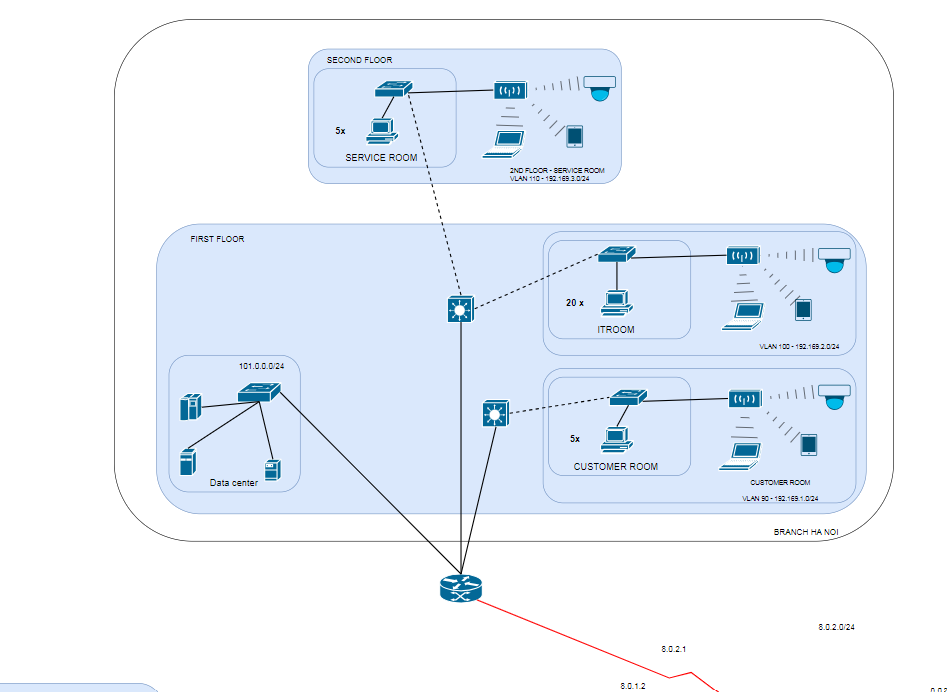 SECOND FLOOR
5x
SERVICE ROOM
2ND FLOOR - SERVICE ROOM
VLAN 110 - 192.169.3.0/24
FIRST FLOOR
20 x
ITROOM
VLAN 100 - 192.169.2.0/24
101.0.0.0/24
Data center
5x
CUSTOMER ROOM
CUSTOMER ROOM
VLAN 90 - 192.169.1.0/24
BRANCH HA NOI
8.0.2.0/24
8.0.2.1
8.0.1.2